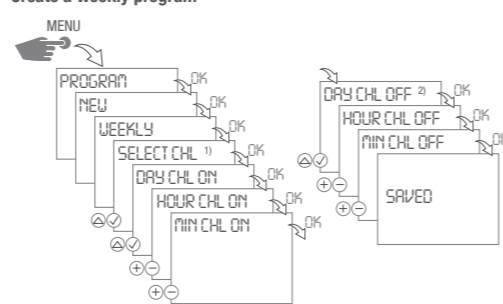 Create a weekly program
MENU
PROGRAM OK
NEW OK
WEEKLY OK
SELECT CHL 1) OK
DAY CHL ON OK
HOUR CHL ON OK
MIN CHL ON OK
DAY CHL OFF 2) OK
HOUR CHL OFF OK
MIN CHL OFF OK
SAVED